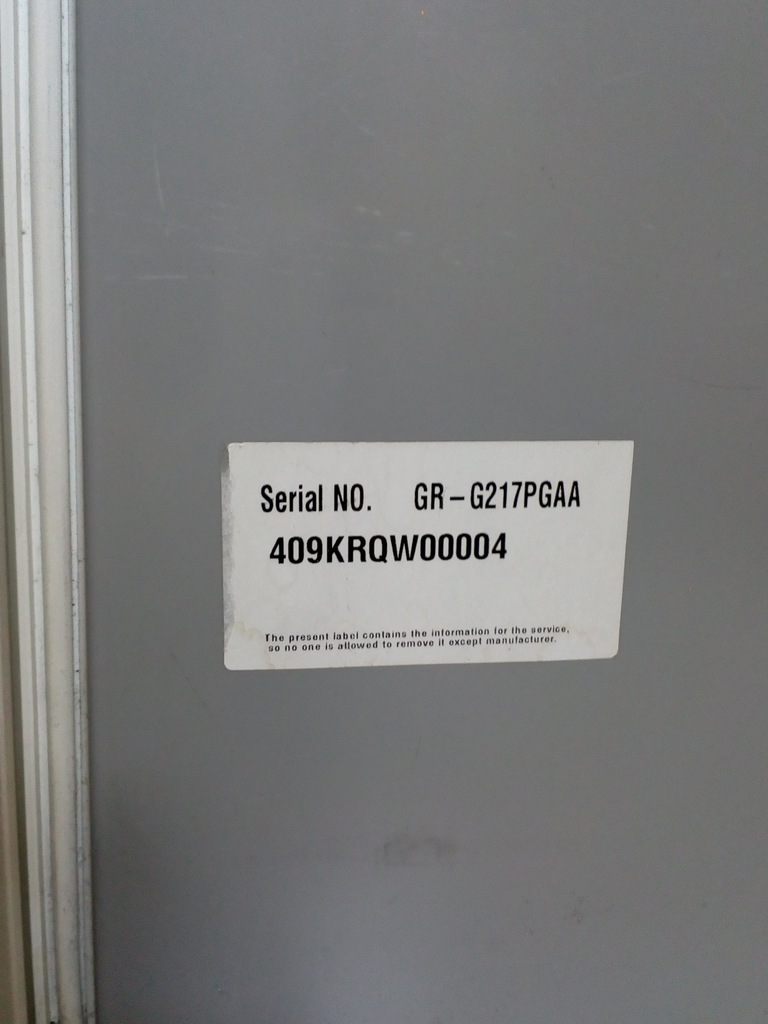 Serial NO. GR-G217PGAA
409KRQW00004
The present label contains the information for the service,
so no one is allowed to remove it except manufacturer.